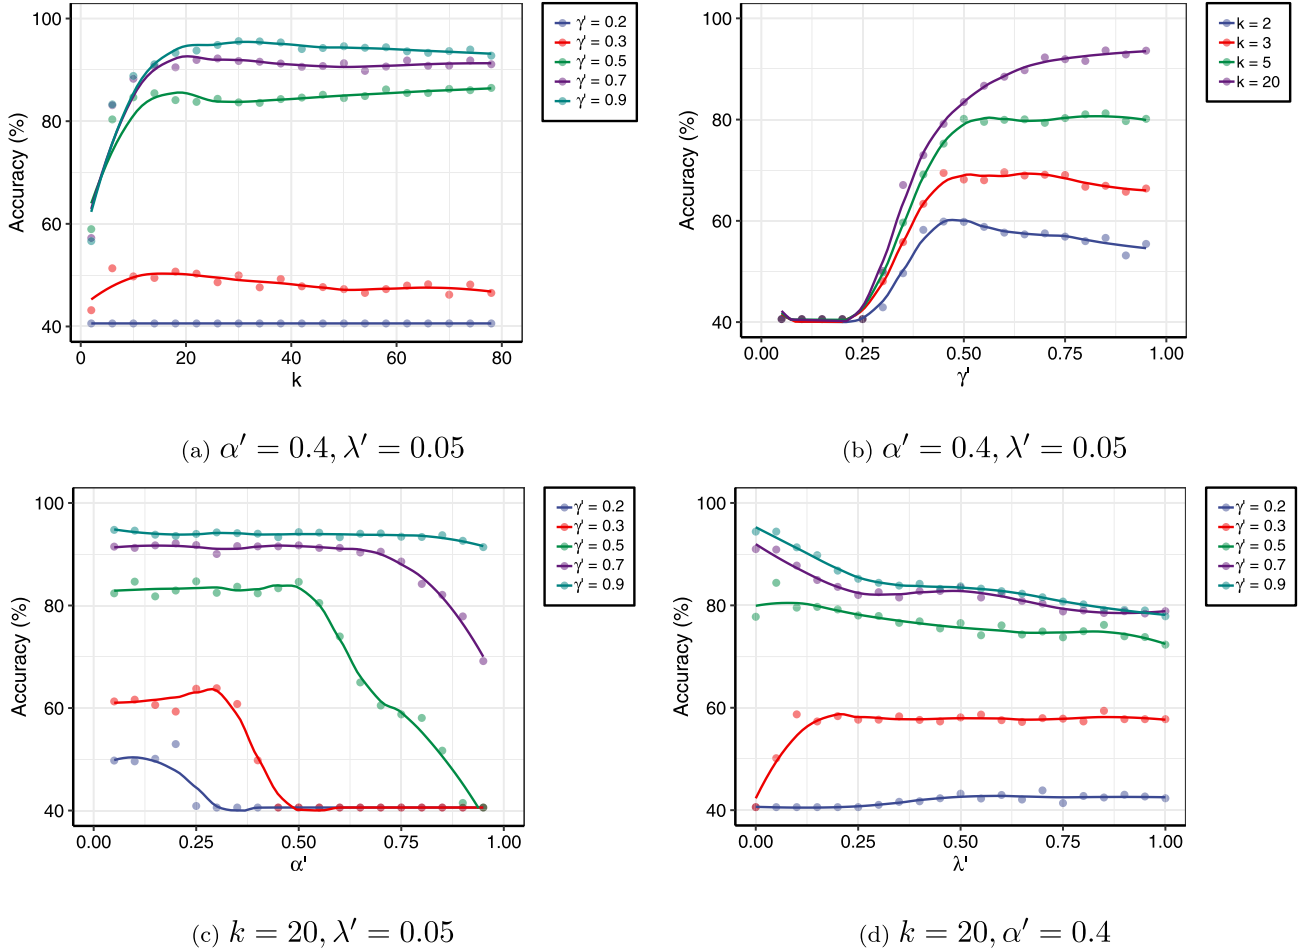 100
80
60
40
Accuracy (%)
0 20 40 60 80
k
γ' = 0.2
γ' = 0.3
γ' = 0.5
γ' = 0.7
γ' = 0.9
(a) α′ = 0.4, λ′ = 0.05
100
80
60
40
Accuracy (%)
0.00 0.25 0.50 0.75 1.00
γ'
k = 2
k = 3
k = 5
k = 20
(b) α′ = 0.4, λ′ = 0.05
100
80
60
40
Accuracy (%)
0.00 0.25 0.50 0.75 1.00
α'
γ' = 0.2
γ' = 0.3
γ' = 0.5
γ' = 0.7
γ' = 0.9
(c) k = 20, λ′ = 0.05
100
80
60
40
Accuracy (%)
0.00 0.25 0.50 0.75 1.00
λ'
γ' = 0.2
γ' = 0.3
γ' = 0.5
γ' = 0.7
γ' = 0.9
(d) k = 20, α′ = 0.4